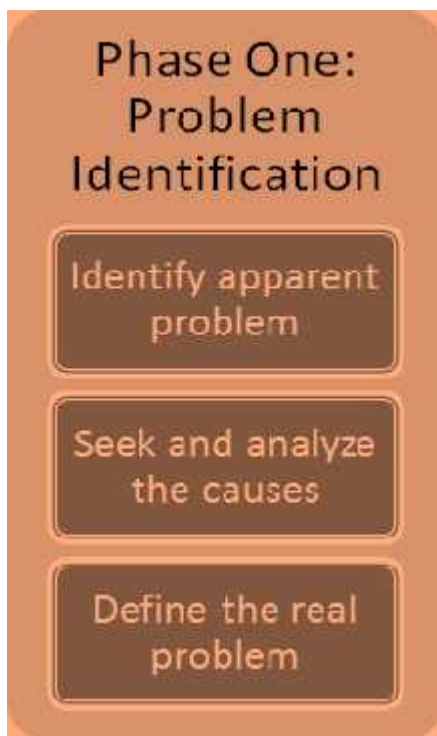 Phase One:
Problem
Identification
Identify apparent
problem
Seek and analyze
the causes
Define the real
problem